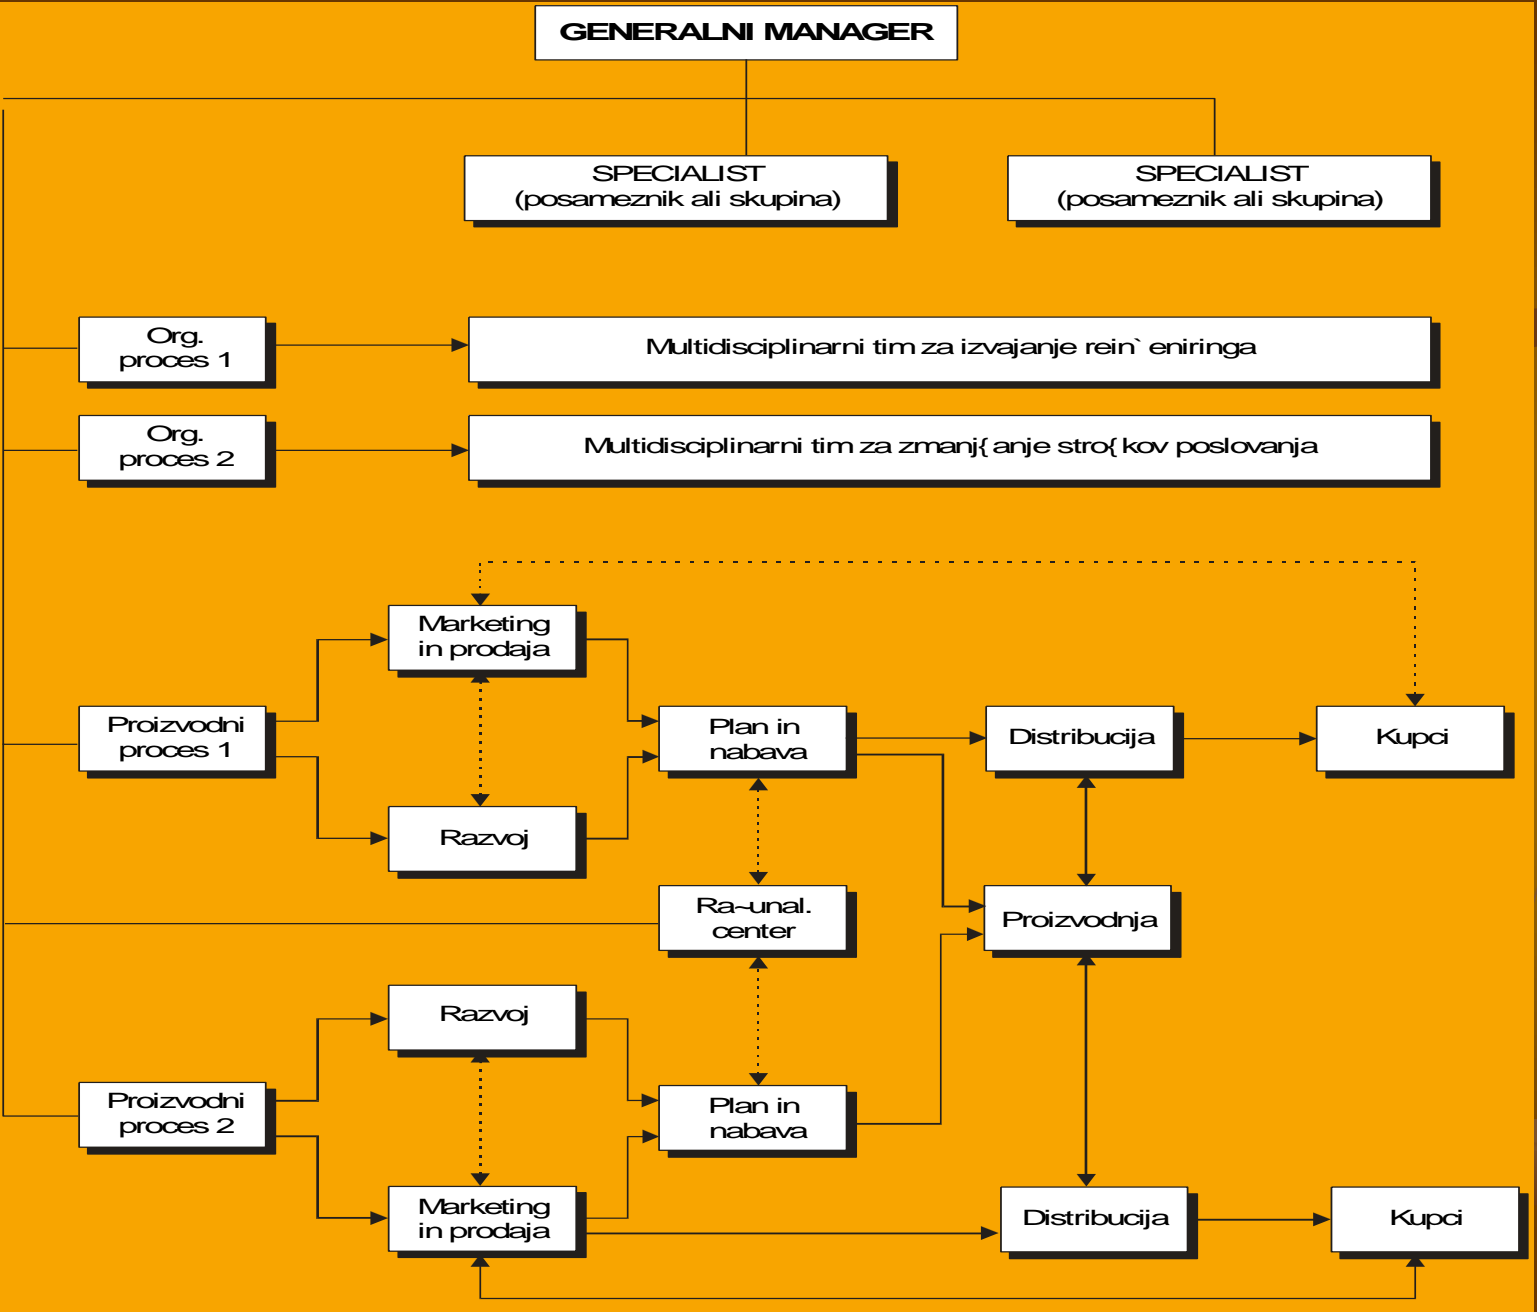 GENERALNI MANAGER
SPECIALIST
(posameznik ali skupina)
SPECIALIST
(posameznik ali skupina)
Org.
proces 1
Multidisciplinarni tim za izvajanje rein` eniringa
Org.
proces 2
Multidisciplinarni tim za zmanj{ anje stro{ kov poslovanja
Marketing
in prodaja
Proizvodni
proces 1
Plan in
nabava
Distribucija
Kupci
Razvoj
Ra~unal.
center
Proizvodnja
Razvoj
Proizvodni
proces 2
Plan in
nabava
Marketing
in prodaja
Distribucija
Kupci